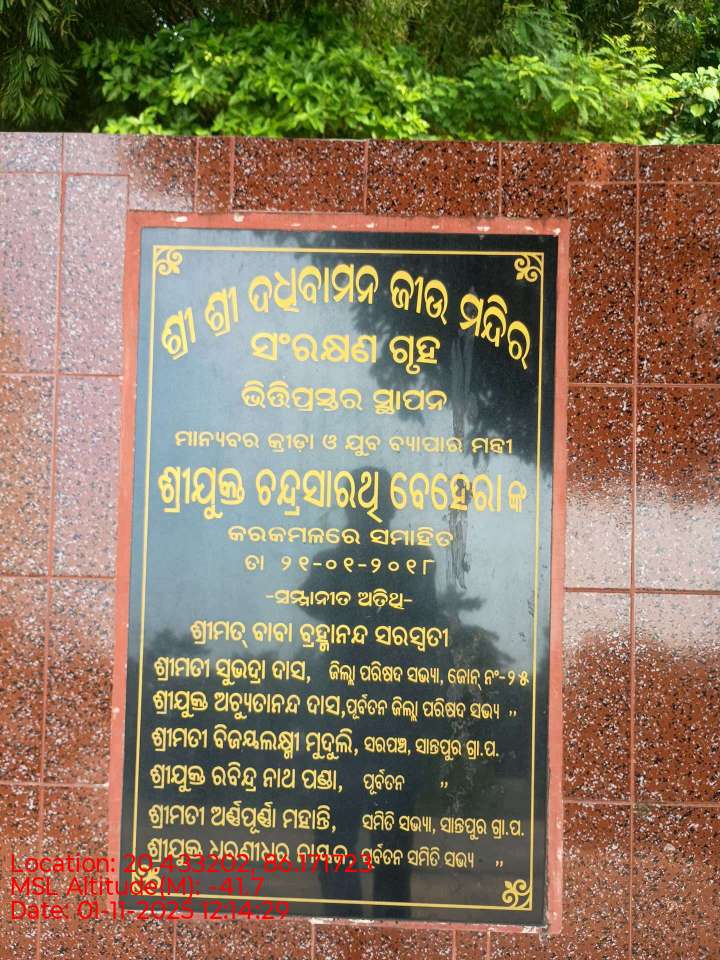 ଶ୍ରୀ ଶ୍ରୀ ଦଧିବାମନ ଜୀଉ ମନ୍ଦିର
ସଂରକ୍ଷଣ ଗୃହ
ଭିତ୍ତିପ୍ରସ୍ତର ସ୍ଥାପନ
ମାନ୍ୟବର କ୍ରୀଡ଼ା ଓ ଯୁବ ବ୍ୟାପାର ମନ୍ତ୍ରୀ
ଶ୍ରୀଯୁକ୍ତ ଚନ୍ଦ୍ରସାରଥି ବେହେରାଙ୍କ
କରକମଳରେ ସମାହିତ
ତା ୨୧-୦୧-୨୦୧୮
-ସମ୍ମାନୀତ ଅତିଥି-
ଶ୍ରୀମତ୍ ବାବା ବ୍ରହ୍ମାନନ୍ଦ ସରସ୍ୱତୀ
ଶ୍ରୀମତୀ ସୁଭଦ୍ରା ଦାସ, ଜିଲ୍ଲା ପରିଷଦ ସଭ୍ୟା, ଜୋନ୍ ନଂ-୨୫
ଶ୍ରୀଯୁକ୍ତ ଅଚ୍ୟୁତାନନ୍ଦ ଦାସ,ପୂର୍ବତନ ଜିଲ୍ଲା ପରିଷଦ ସଭ୍ୟ ,,
ଶ୍ରୀମତୀ ବିଜୟଲକ୍ଷ୍ମୀ ମୁଦୁଲି, ସରପଞ୍ଚ, ସାନ୍ତପୁର ଗ୍ରା.ପ.
ଶ୍ରୀଯୁକ୍ତ ରବିନ୍ଦ୍ର ନାଥ ପଣ୍ଡା, ପୂର୍ବତନ ,,
ଶ୍ରୀମତୀ ଅର୍ଣ୍ଣପୂର୍ଣ୍ଣା ମହାନ୍ତି, ସମିତି ସଭ୍ୟା, ସାନ୍ତପୁର ଗ୍ରା.ପ.
ଶ୍ରୀଯୁକ୍ତ ଧରଣୀଧର ପୂର୍ବତନ ସମିତି ସଭ୍ୟ ,,
Location: 20.433202, 86.171723
MSL Altitude(M): -41.7
Date: 01-11-2025 12:14:29